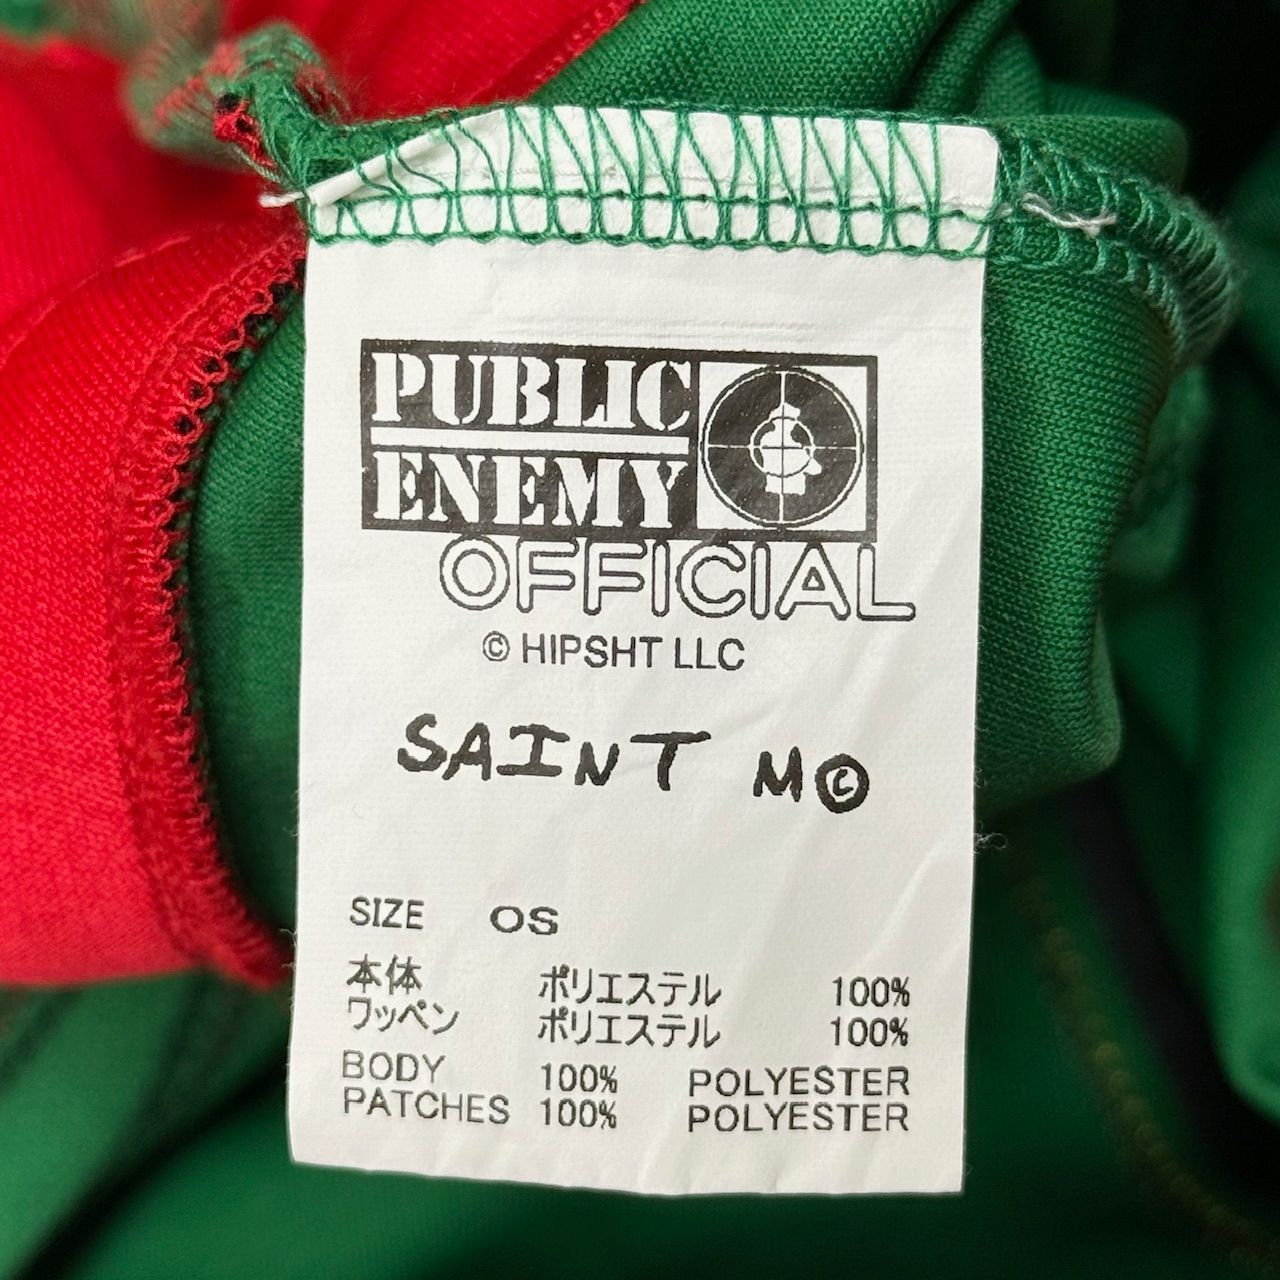 PUBLIC
ENEMY
OFFICIAL
© HIPSHT LLC
SAINT M©
SIZE OS
本体 ポリエステル 100%
ワッペン ポリエステル 100%
BODY 100% POLYESTER
PATCHES 100% POLYESTER